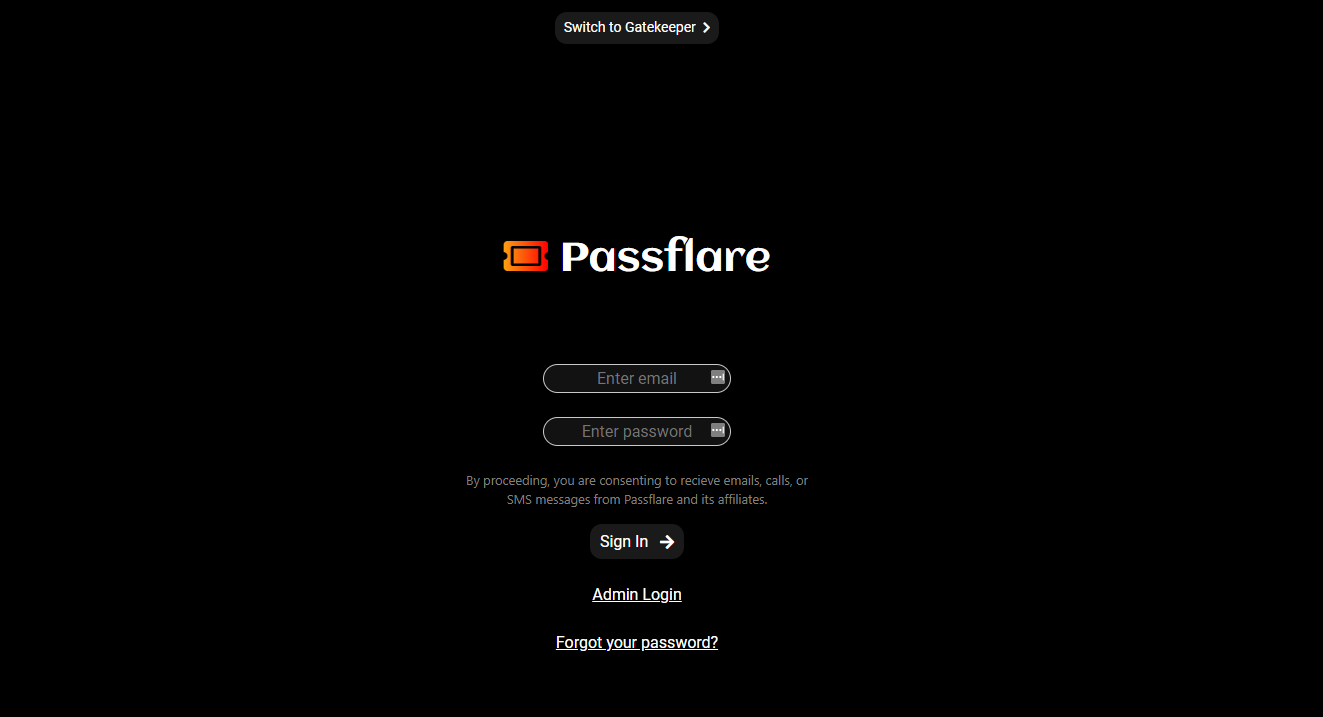 Switch to Gatekeeper
Passflare
Enter email
Enter password
By proceeding, you are consenting to recieve emails, calls, or
SMS messages from Passflare and its affiliates.
Sign In
Admin Login
Forgot your password?